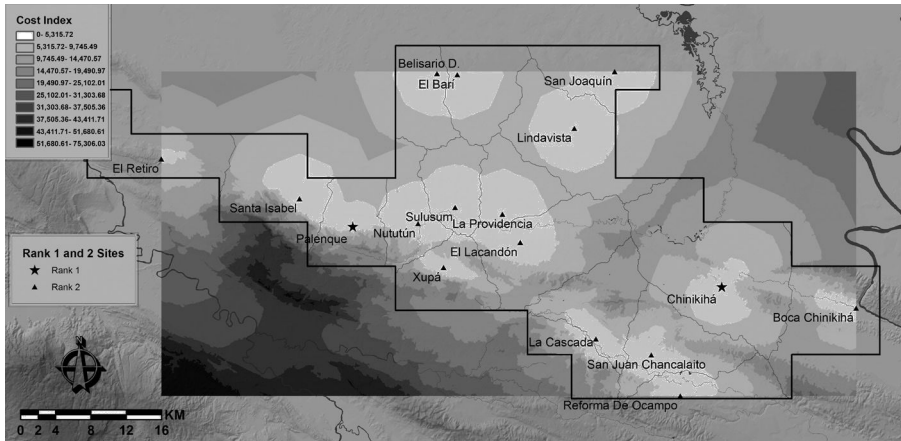 Cost Index
0- 5,315.72
5,315.72- 9,745.49
9,745.49- 14,470.57
14,470.57- 19,490.97
19,490.97- 25,102.01
25,102.01- 31,303.68
31,303.68- 37,505.36
37,505.36- 43,411.71
43,411.71- 51,680.61
51,680.61- 75,306.03
Belisario D.
El Barí
San Joaquín
Lindavista
El Retiro
Santa Isabel
Sulusum
La Providencia
Palenque
Nututún
El Lacandón
Xupá
Rank 1 and 2 Sites
Rank 1
Rank 2
Chinikihá
Boca Chinikihá
La Cascada
San Juan Chancalaito
Reforma De Ocampo
KM
0 2 4 8 12 16